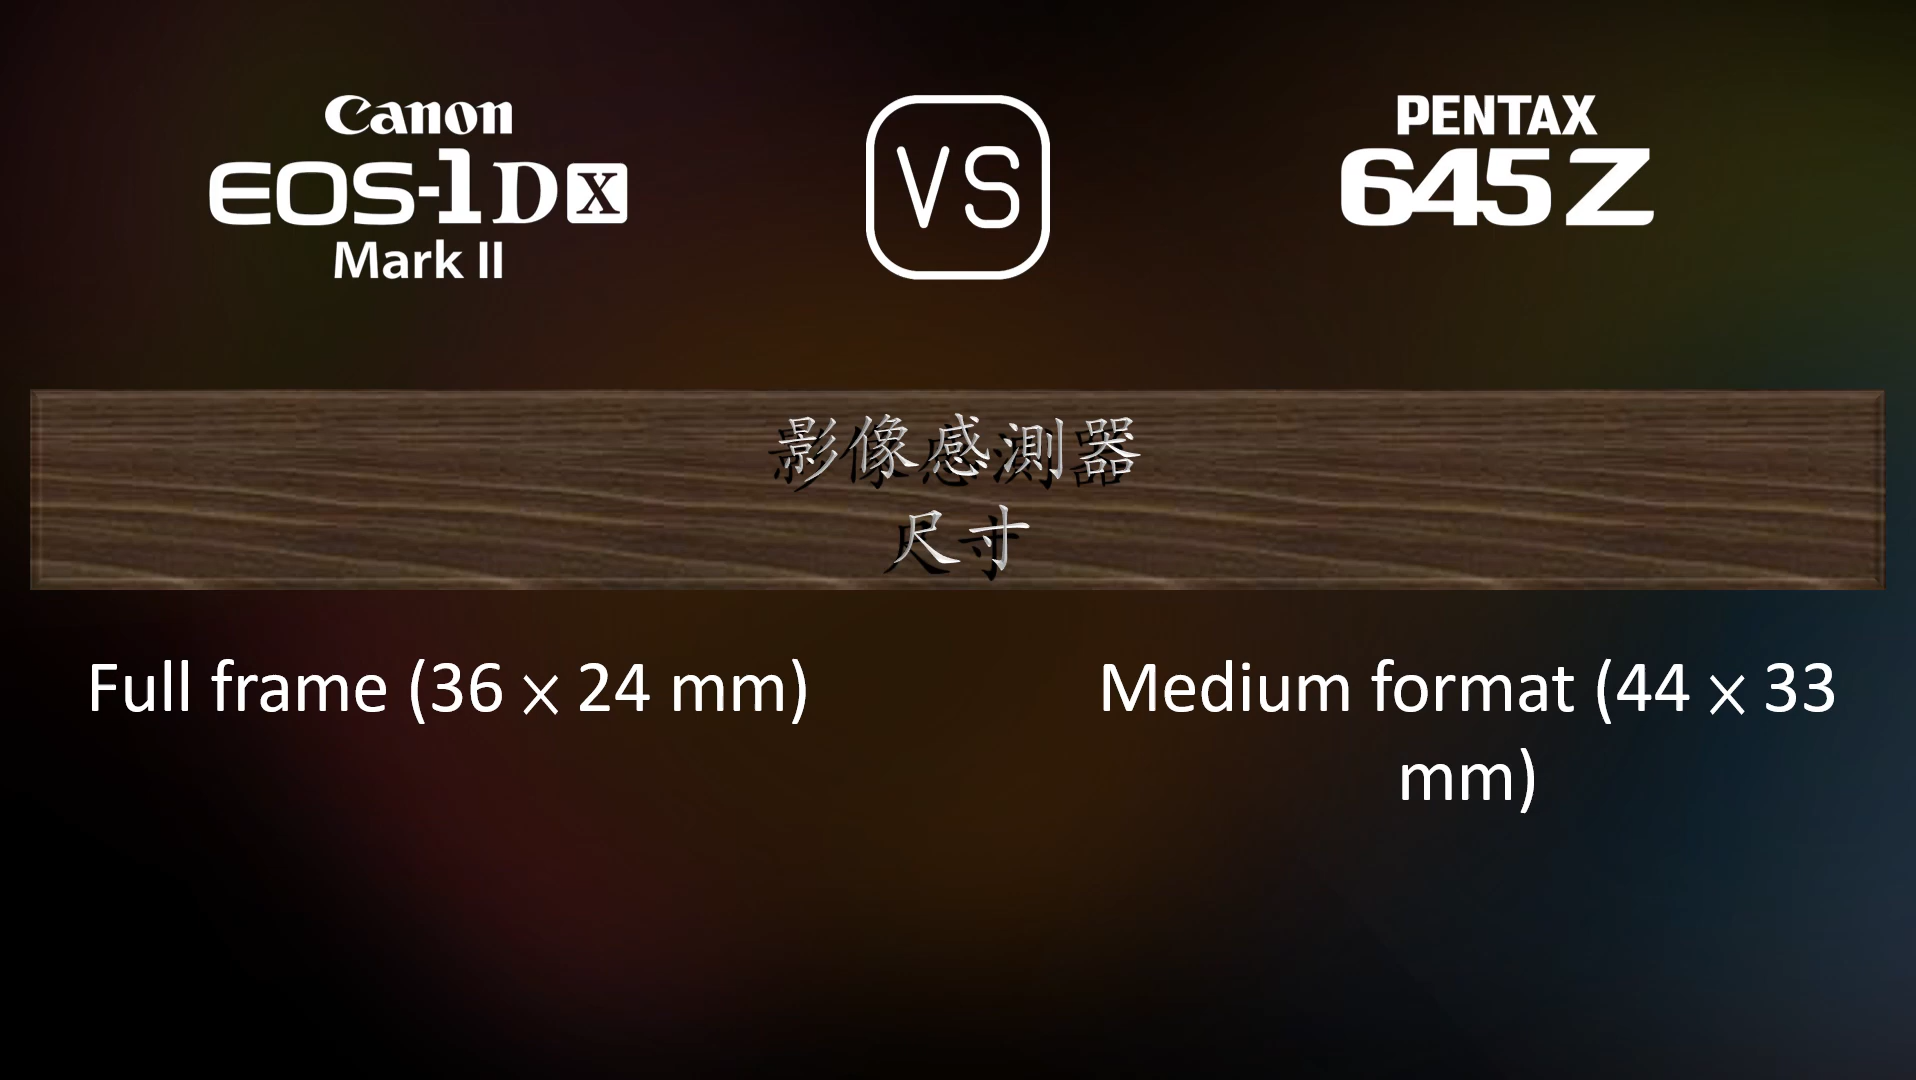 Canon
EOS-1D X
Mark II
VS
PENTAX
645Z
影像感測器
尺寸
Full frame (36 x 24 mm)
Medium format (44 x 33
mm)